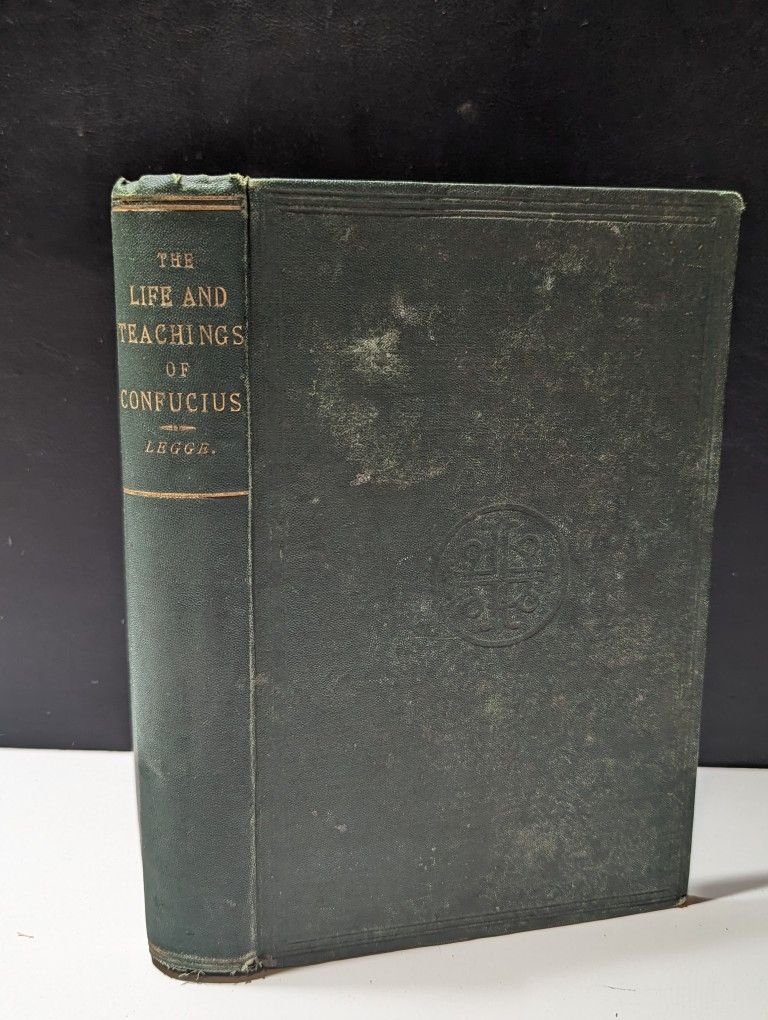 THE
LIFE AND
TEACHINGS
OF
CONFUCIUS
LEGGE.